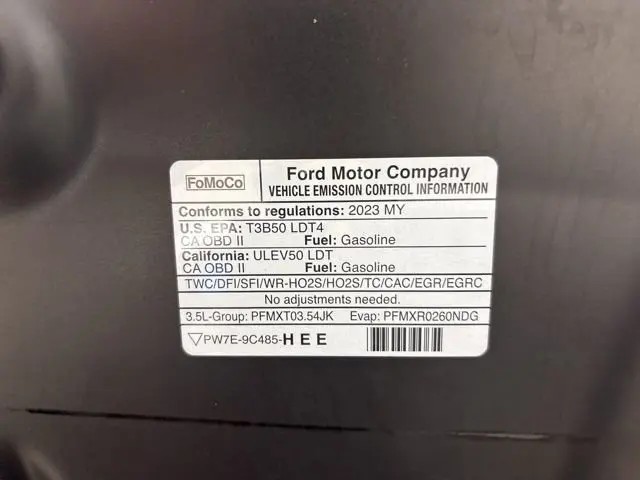 FoMoCo
Ford Motor Company
VEHICLE EMISSION CONTROL INFORMATION
Conforms to regulations: 2023 MY
U.S. EPA: T3B50 LDT4
CA OBD II Fuel: Gasoline
California: ULEV50 LDT
CA OBD II Fuel: Gasoline
TWC/DFI/SFI/WR-HO2S/HO2S/TC/CAC/EGR/EGRC
No adjustments needed.
3.5L-Group: PFMXT03.54JK Evap: PFMXR0260NDG
PW7E-9C485-HEE